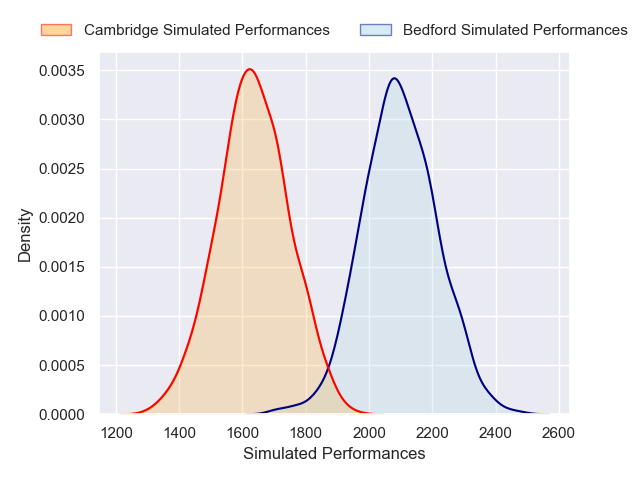 Cambridge Simulated Performances Bedford Simulated Performances
0.0035
0.0030
0.0025
0.0020
0.0015
0.0010
0.0005
0.0000
Density
1200 1400 1600 1800 2000 2200 2400 2600
Simulated Performances